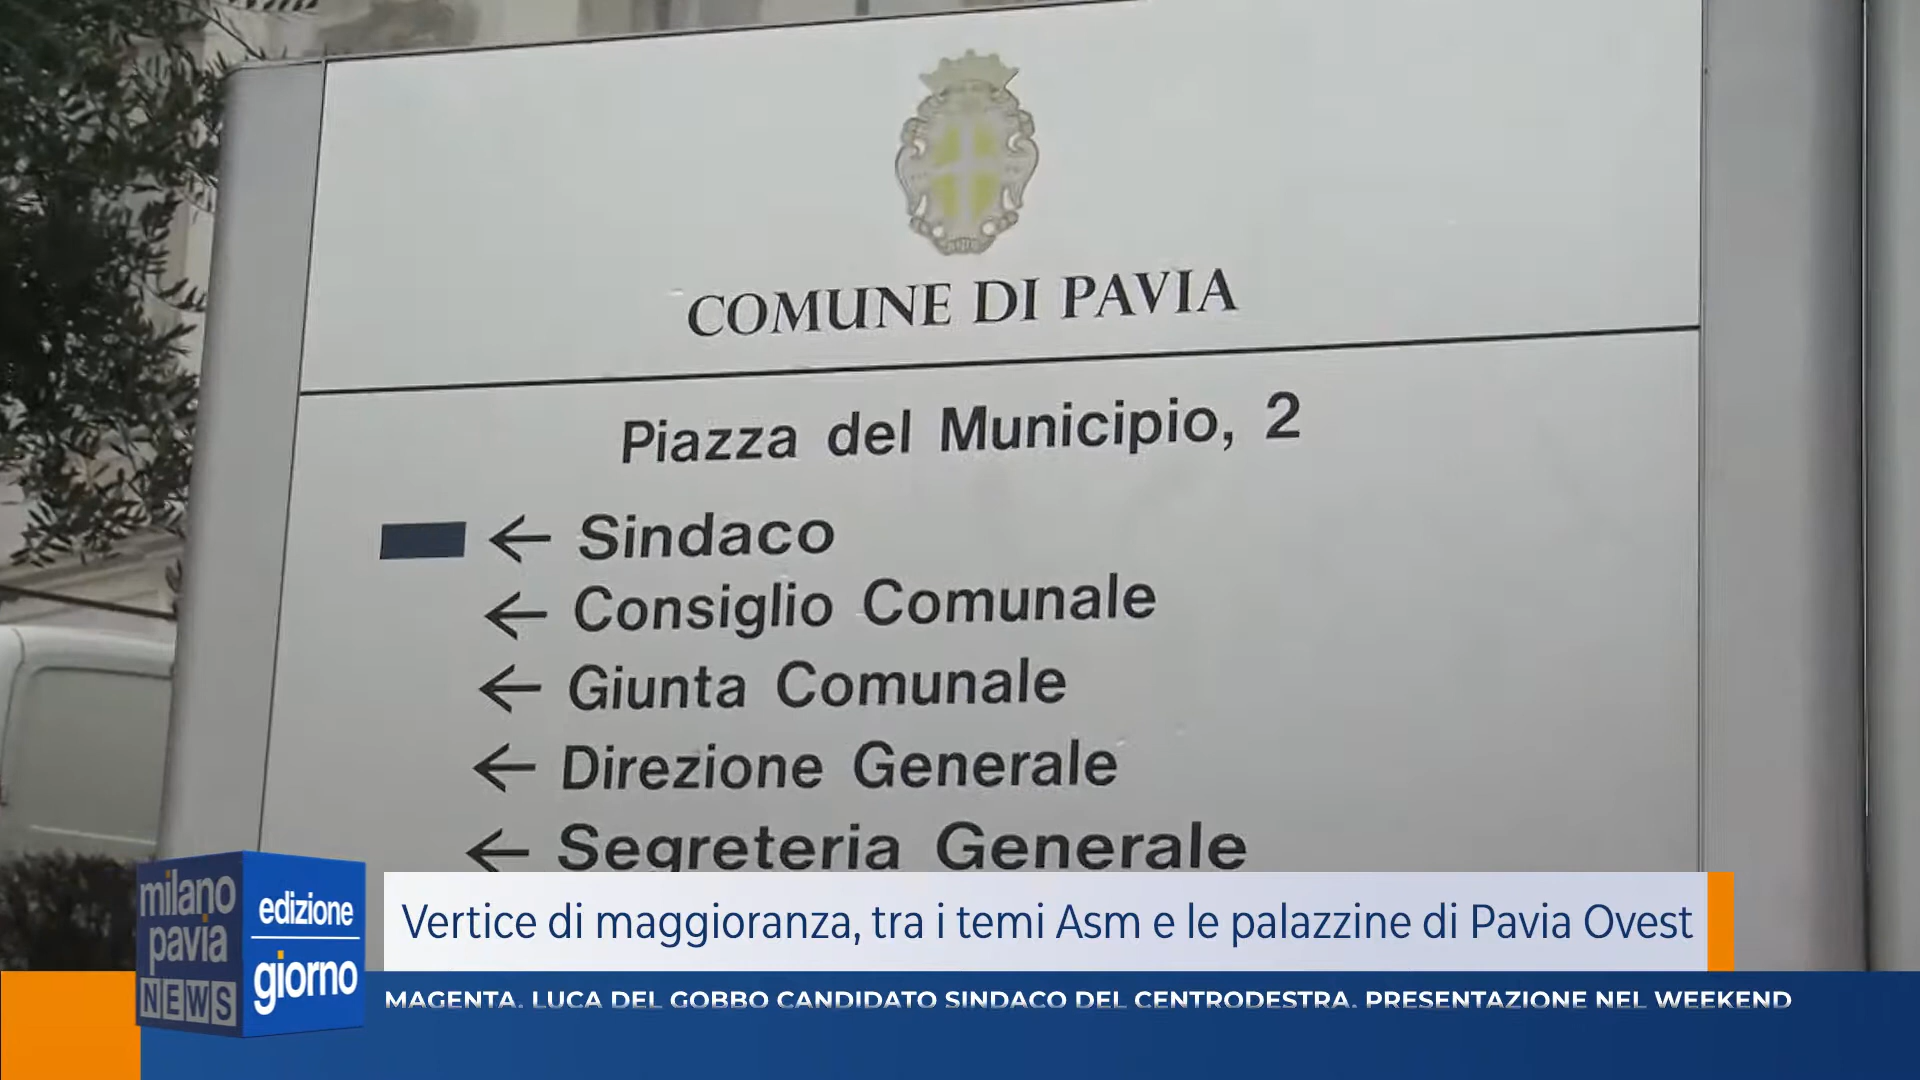 COMUNE DI PAVIA
Piazza del Municipio, 2
← Sindaco
← Consiglio Comunale
← Giunta Comunale
← Direzione Generale
← Segreteria Generale
milano
pavia
NEWS
edizione
giorno
Vertice di maggioranza, tra i temi Asm e le palazzine di Pavia Ovest
MAGENTA. LUCA DEL GOBBO CANDIDATO SINDACO DEL CENTRODESTRA. PRESENTAZIONE NEL WEEKEND